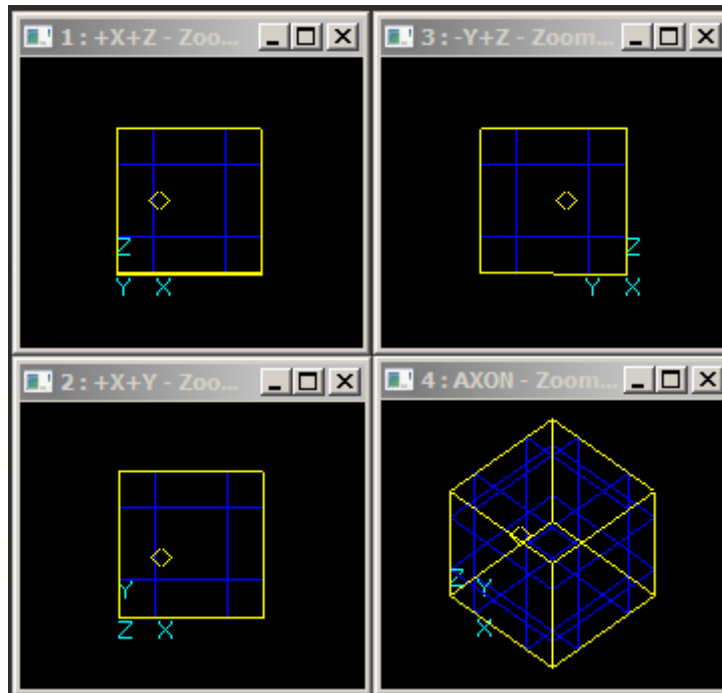 1 : +X+Z - Zoo...
3 : -Y+Z - Zoom...
Z
Y X
Z
Y X
2 : +X+Y - Zoo...
4 : AXON - Zoom...
Y
Z X
Z Y
X